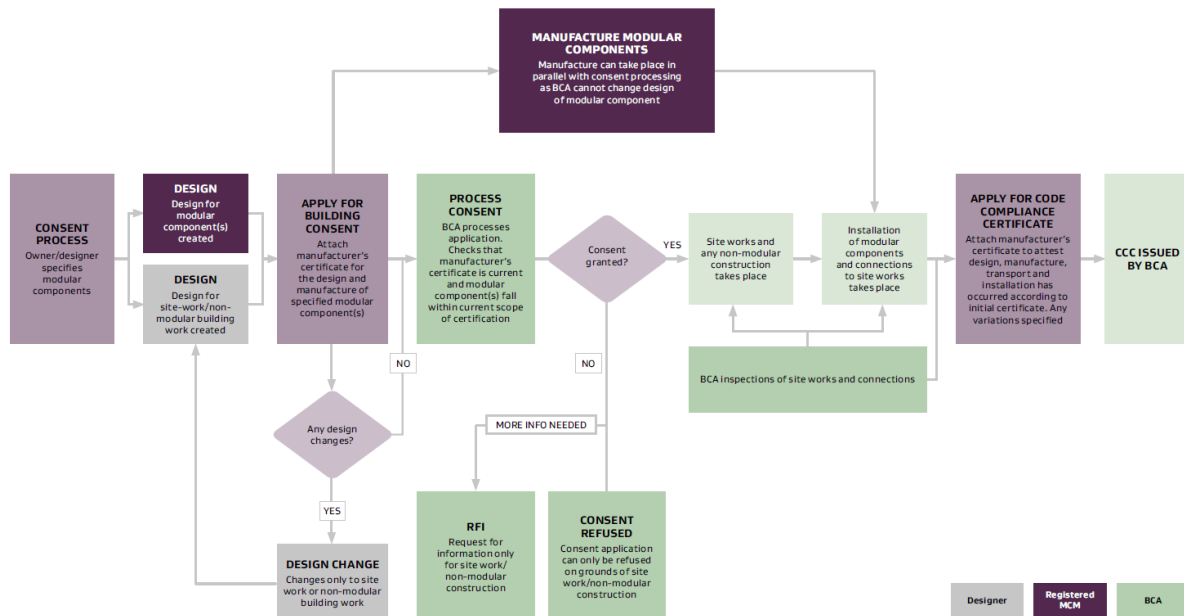 MANUFACTURE MODULAR
COMPONENTS
Manufacture can take place in
parallel with consent processing
as BCA cannot change design
of modular component
CONSENT
PROCESS
Owner/designer
specifies
modular
components
DESIGN
Design for
modular
component(s)
created
DESIGN
Design for
site-work/non-
modular building
work created
APPLY FOR
BUILDING
CONSENT
Attach
manufacturer's
certificate for
the design and
manufacture of
specified modular
component(s)
PROCESS
CONSENT
BCA processes
application.
Checks that
manufacturer's
certificate is current
and modular
component(s) fall
within current scope
of certification
Consent
granted?
YES
Site works and
any non-modular
construction
takes place
Installation
of modular
components
and connections
to site works
takes place
APPLY FOR CODE
COMPLIANCE
CERTIFICATE
Attach manufacturer's
certificate to attest
design, manufacture,
transport and
installation has
occurred according to
initial certificate. Any
variations specified
CCC ISSUED
BY BCA
NO
NO
BCA inspections of site works and connections
Any design
changes?
MORE INFO NEEDED
YES
DESIGN CHANGE
Changes only to site
work or non-modular
building work
RFI
Request for
information only
for site work/
non-modular
construction
CONSENT
REFUSED
Consent application
can only be refused
on grounds of site
work/non-modular
construction
Designer
Registered
MCM
BCA